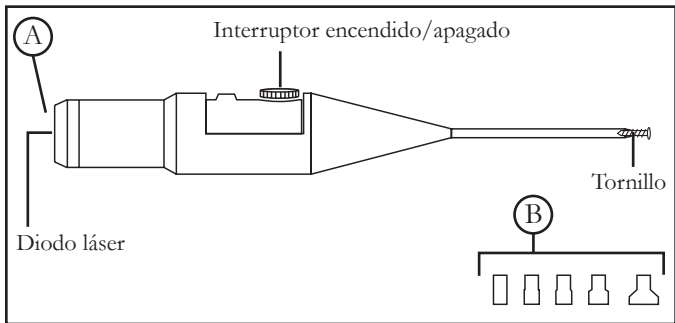 A
Interruptor encendido/apagado
Tornillo
B
Diodo láser